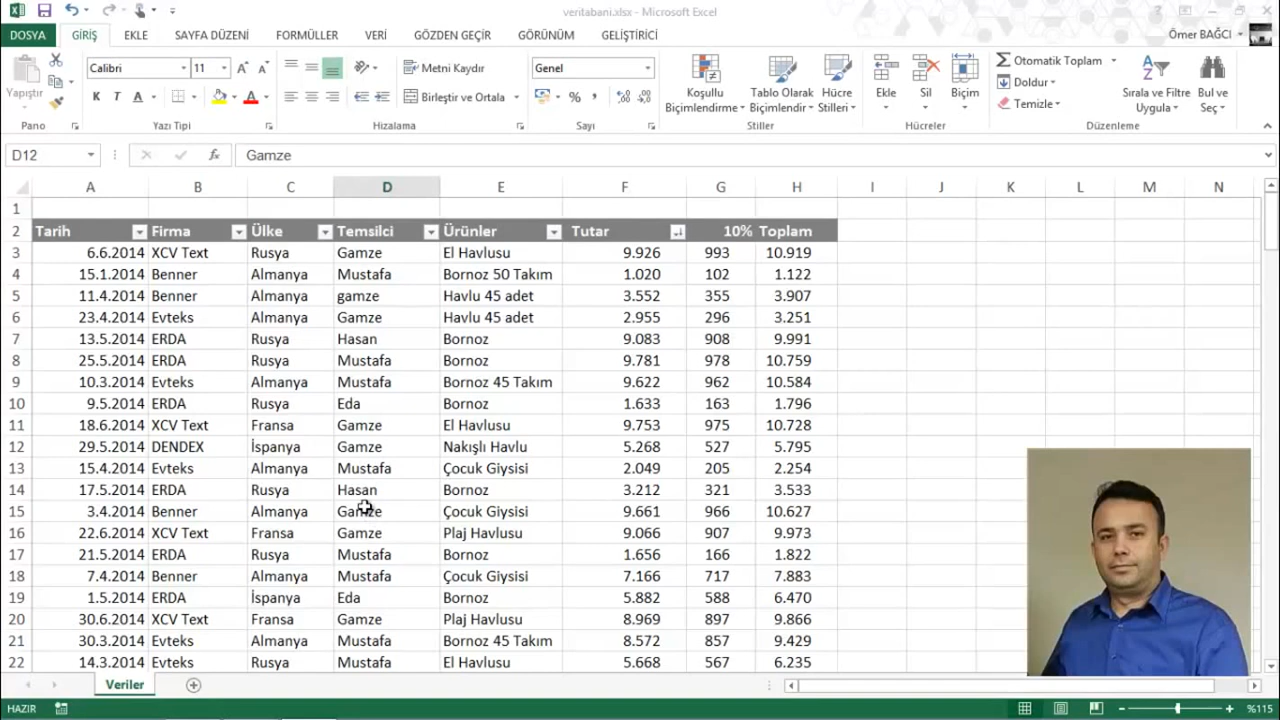 veritabani.xlsx - Microsoft Excel
DOSYA GİRİŞ EKLE SAYFA DÜZENİ FORMÜLLER VERİ GÖZDEN GEÇİR GÖRÜNÜM GELİŞTİRİCİ Ömer BAĞCI
Yapıştır
Calibri 11
K T A
Metni Kaydır
Birleştir ve Ortala
Genel
%
Koşullu Biçimlendirme
Tablo Olarak Biçimlendir
Hücre Stilleri
Ekle Sil Biçim
Otomatik Toplam
Doldur
Temizle
Sırala ve Filtre Uygula
Bul ve Seç
Pano Yazı Tipi Hizalama Sayı Stiller Hücreler Düzenleme
D12 fx Gamze
A B C D E F G H I J K L M N
1
2 Tarih Firma Ülke Temsilci Ürünler Tutar 10% Toplam
3 6.6.2014 XCV Text Rusya Gamze El Havlusu 9.926 993 10.919
4 15.1.2014 Benner Almanya Mustafa Bornoz 50 Takım 1.020 102 1.122
5 11.4.2014 Benner Almanya gamze Havlu 45 adet 3.552 355 3.907
6 23.4.2014 Evteks Almanya Gamze Havlu 45 adet 2.955 296 3.251
7 13.5.2014 ERDA Rusya Hasan Bornoz 9.083 908 9.991
8 25.5.2014 ERDA Rusya Mustafa Bornoz 9.781 978 10.759
9 10.3.2014 Evteks Almanya Mustafa Bornoz 45 Takım 9.622 962 10.584
10 9.5.2014 ERDA Rusya Eda Bornoz 1.633 163 1.796
11 18.6.2014 XCV Text Fransa Gamze El Havlusu 9.753 975 10.728
12 29.5.2014 DENDEX İspanya Gamze Nakışlı Havlu 5.268 527 5.795
13 15.4.2014 Evteks Almanya Mustafa Çocuk Giysisi 2.049 205 2.254
14 17.5.2014 ERDA Rusya Hasan Bornoz 3.212 321 3.533
15 3.4.2014 Benner Almanya Gamze Çocuk Giysisi 9.661 966 10.627
16 22.6.2014 XCV Text Fransa Gamze Plaj Havlusu 9.066 907 9.973
17 21.5.2014 ERDA Rusya Mustafa Bornoz 1.656 166 1.822
18 7.4.2014 Benner Almanya Mustafa Çocuk Giysisi 7.166 717 7.883
19 1.5.2014 ERDA İspanya Eda Bornoz 5.882 588 6.470
20 30.6.2014 XCV Text Fransa Gamze Plaj Havlusu 8.969 897 9.866
21 30.3.2014 Evteks Almanya Mustafa Bornoz 45 Takım 8.572 857 9.429
22 14.3.2014 Evteks Rusya Mustafa El Havlusu 5.668 567 6.235
Veriler
HAZIR %115